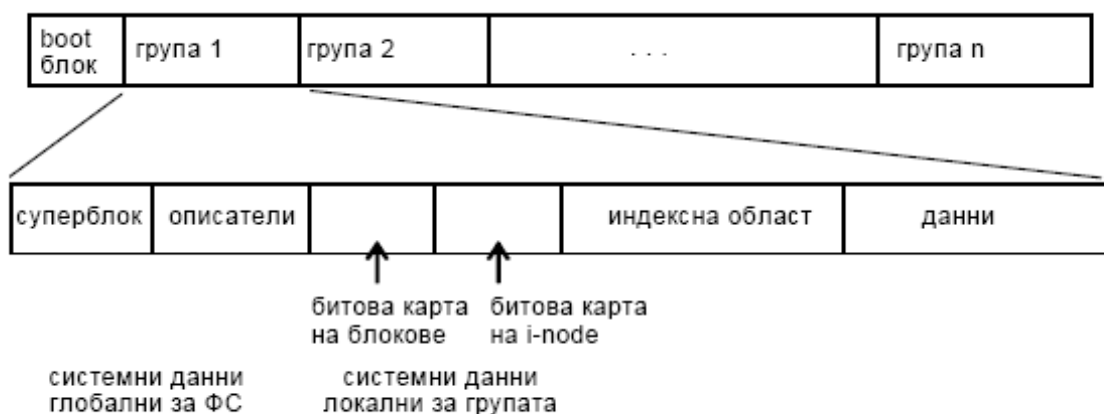 boot
блок
група 1
група 2
. . .
група n
суперблок
описатели
индексна област
данни
битова карта
на блокове
битова карта
на i-node
системни данни
глобални за ФС
системни данни
локални за групата